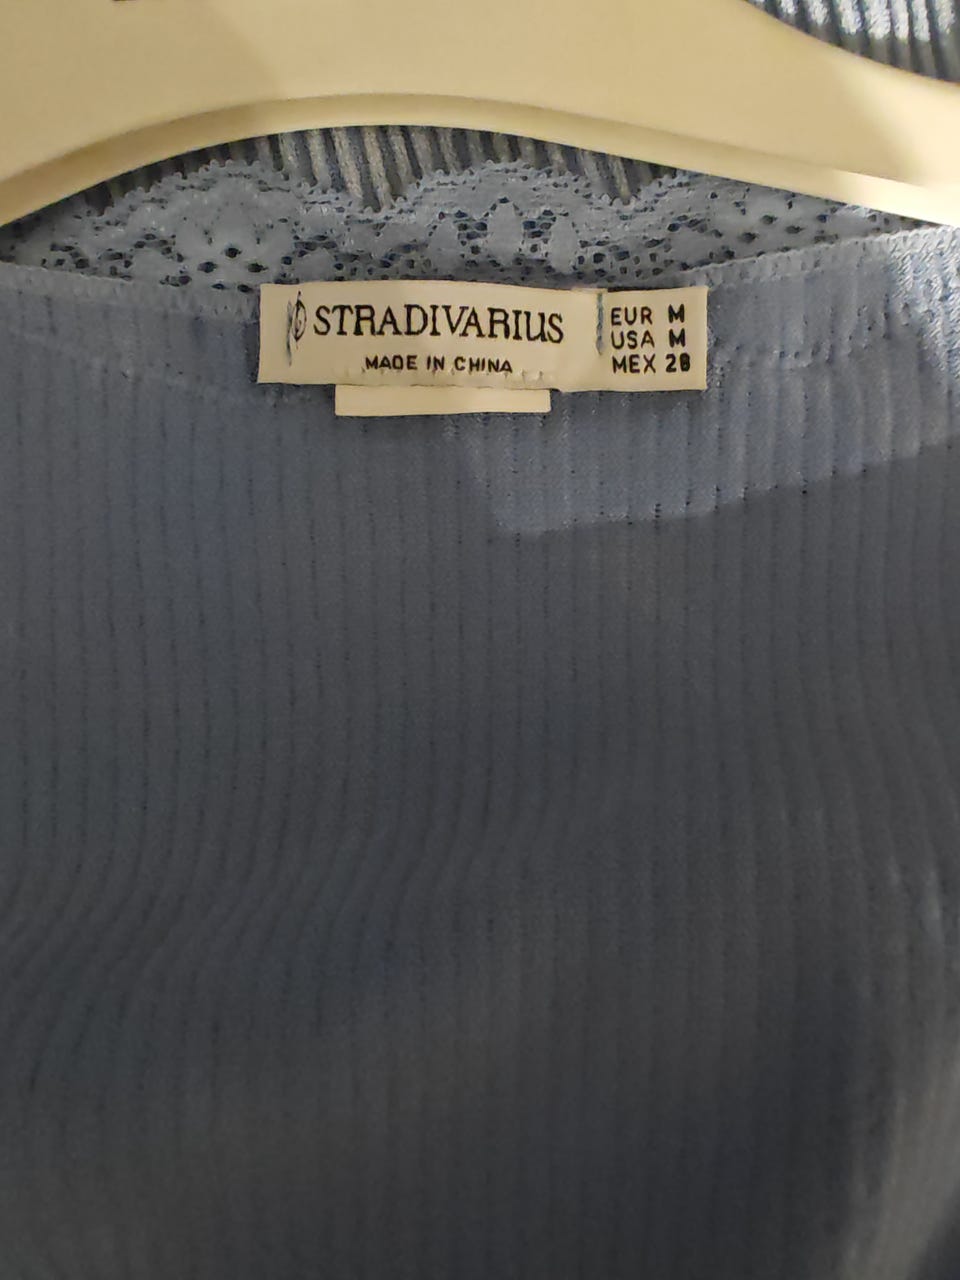 STRADIVARIUS
MADE IN CHINA
EUR M
USA M
MEX 28